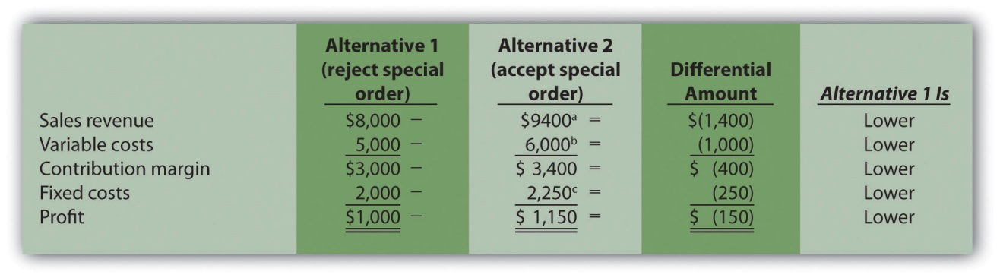 Alternative 1 (reject special order) Alternative 2 (accept special order) Differential Amount Alternative 1 Is
Sales revenue $8,000 – $9400ᵃ = $(1,400) Lower
Variable costs 5,000 – 6,000ᵇ = (1,000) Lower
Contribution margin $3,000 – $ 3,400 = $ (400) Lower
Fixed costs 2,000 – 2,250ᶜ = (250) Lower
Profit $1,000 – $ 1,150 = $ (150) Lower